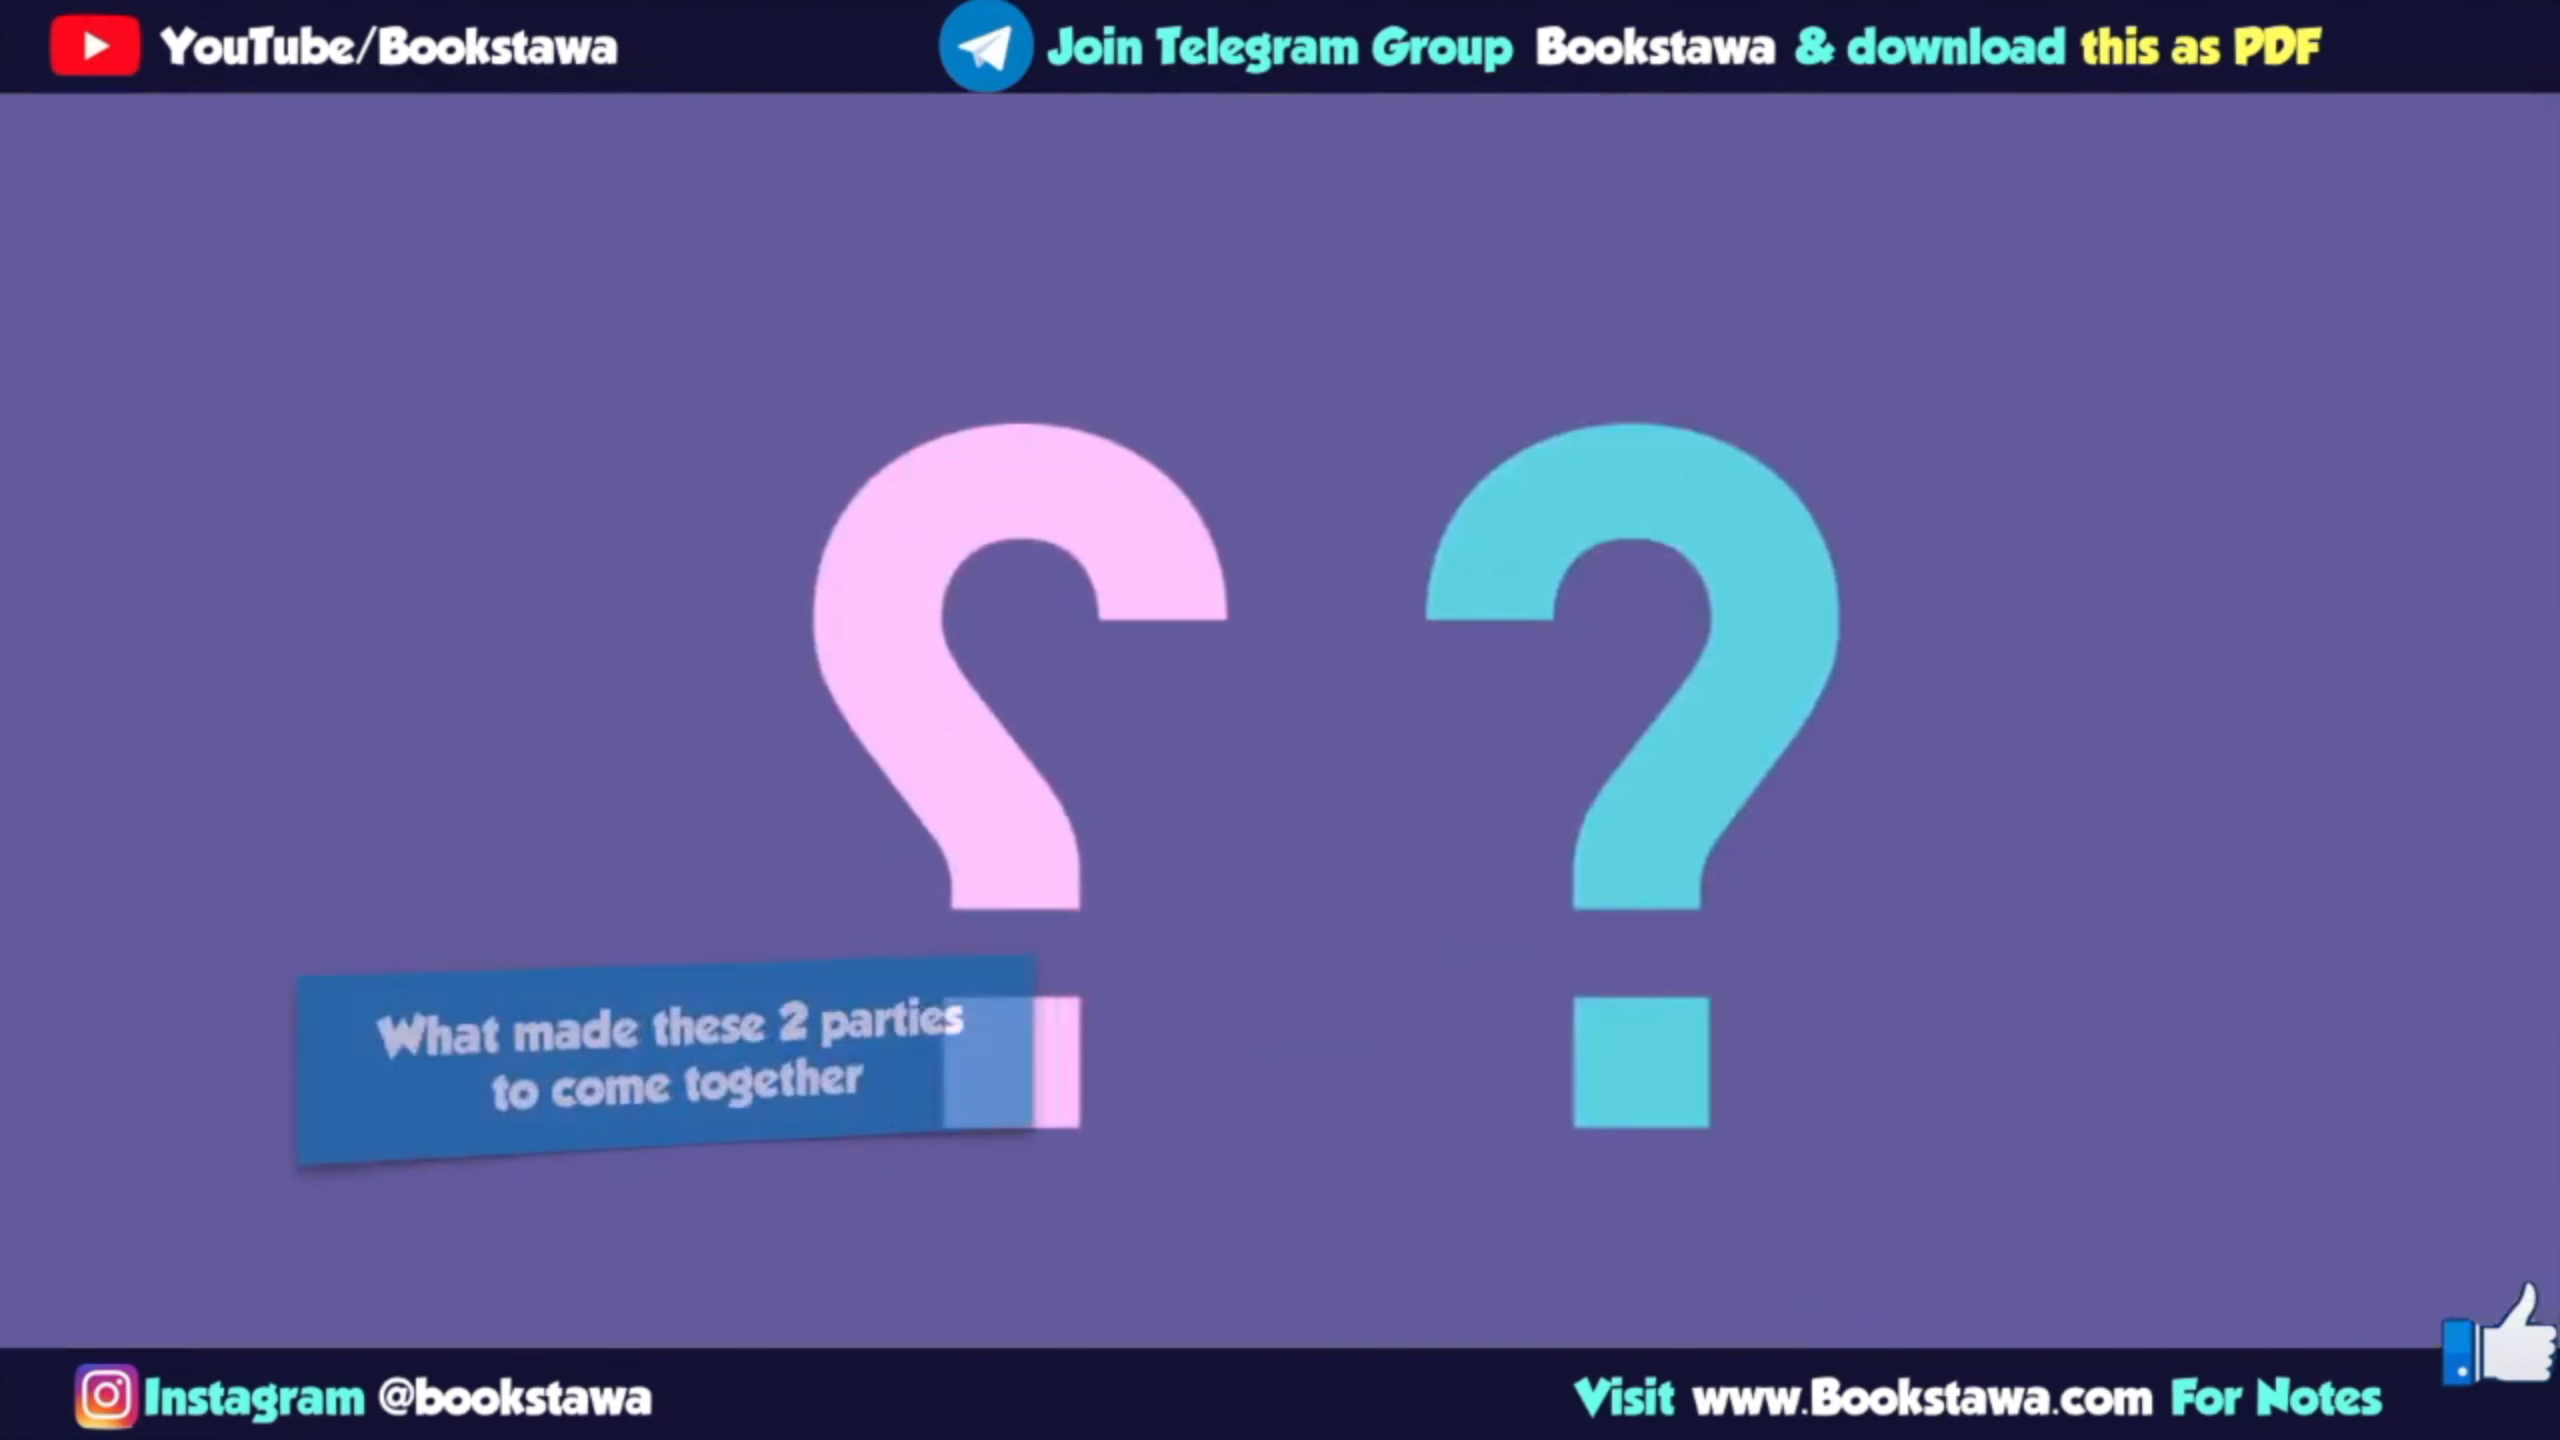 YouTube/Bookstawa
Join Telegram Group Bookstawa & download this as PDF
??
What made these 2 parties
to come together
Instagram @bookstawa
Visit www.Bookstawa.com For Notes